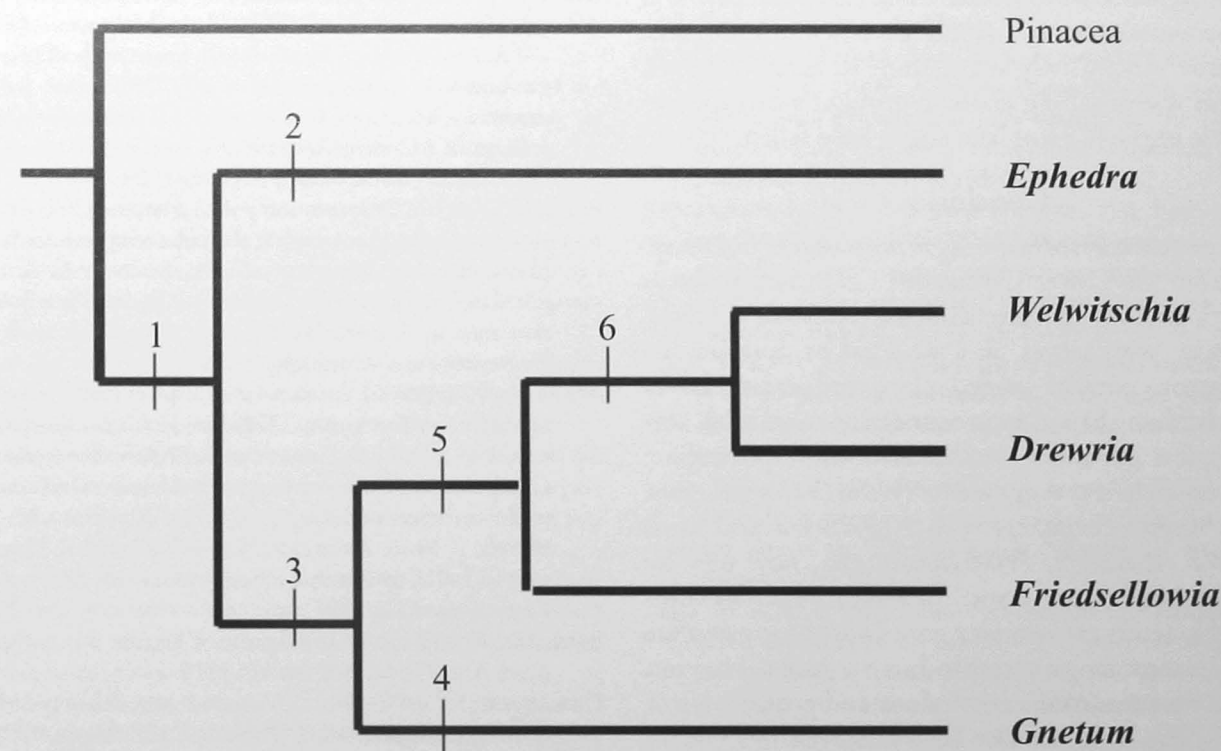 Pinacea
2
Ephedra
Welwitschia
6
1
Drewria
5
Friedsellowia
3
4
Gnetum